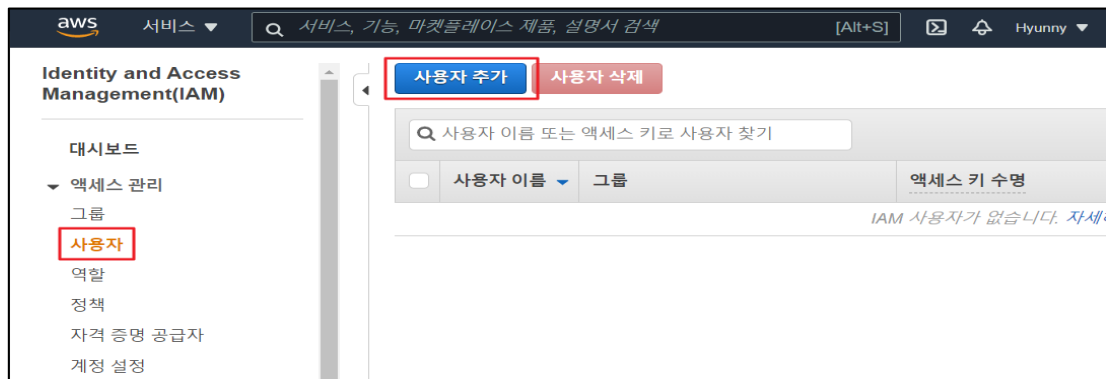 aws 서비스 ▼ 서비스, 기능, 마켓플레이스 제품, 설명서 검색 [Alt+S] Hyunny ▼
Identity and Access
Management(IAM)
대시보드
액세스 관리
그룹
사용자
역할
정책
자격 증명 공급자
계정 설정
사용자 추가 사용자 삭제
사용자 이름 또는 액세스 키로 사용자 찾기
사용자 이름 그룹 액세스 키 수명
IAM 사용자가 없습니다. 자세